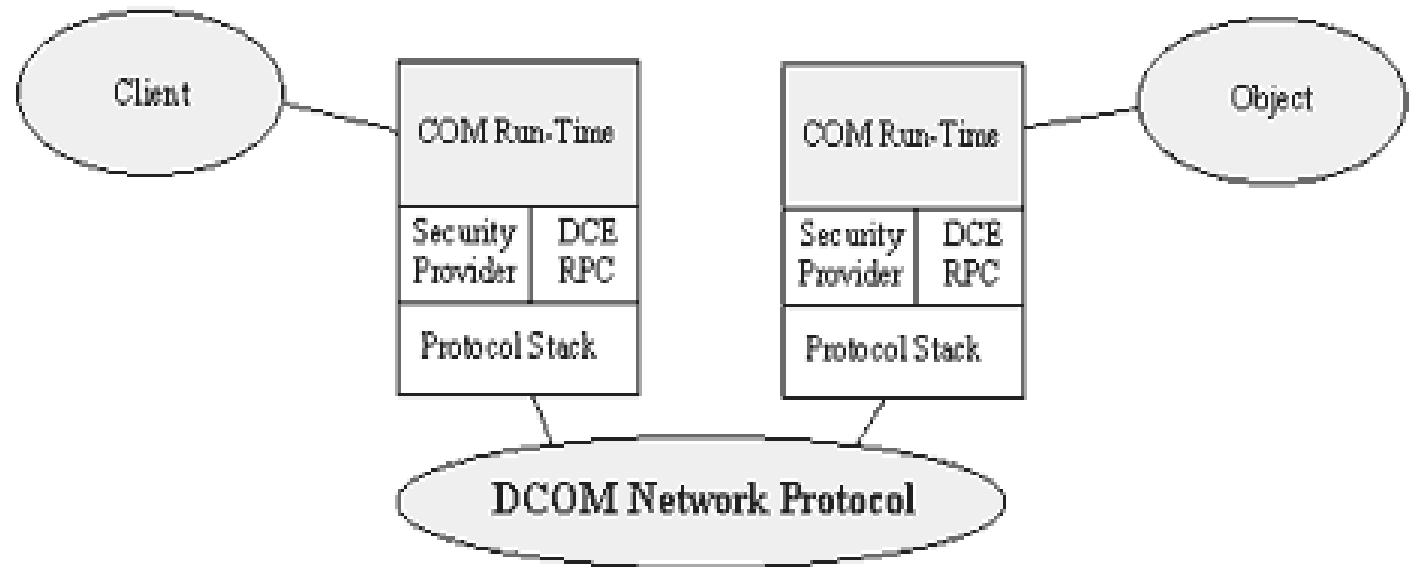 Client
COM Run-Time
Security
Provider
DCE
RPC
Protocol Stack
COM Run-Time
Security
Provider
DCE
RPC
Protocol Stack
Object
DCOM Network Protocol